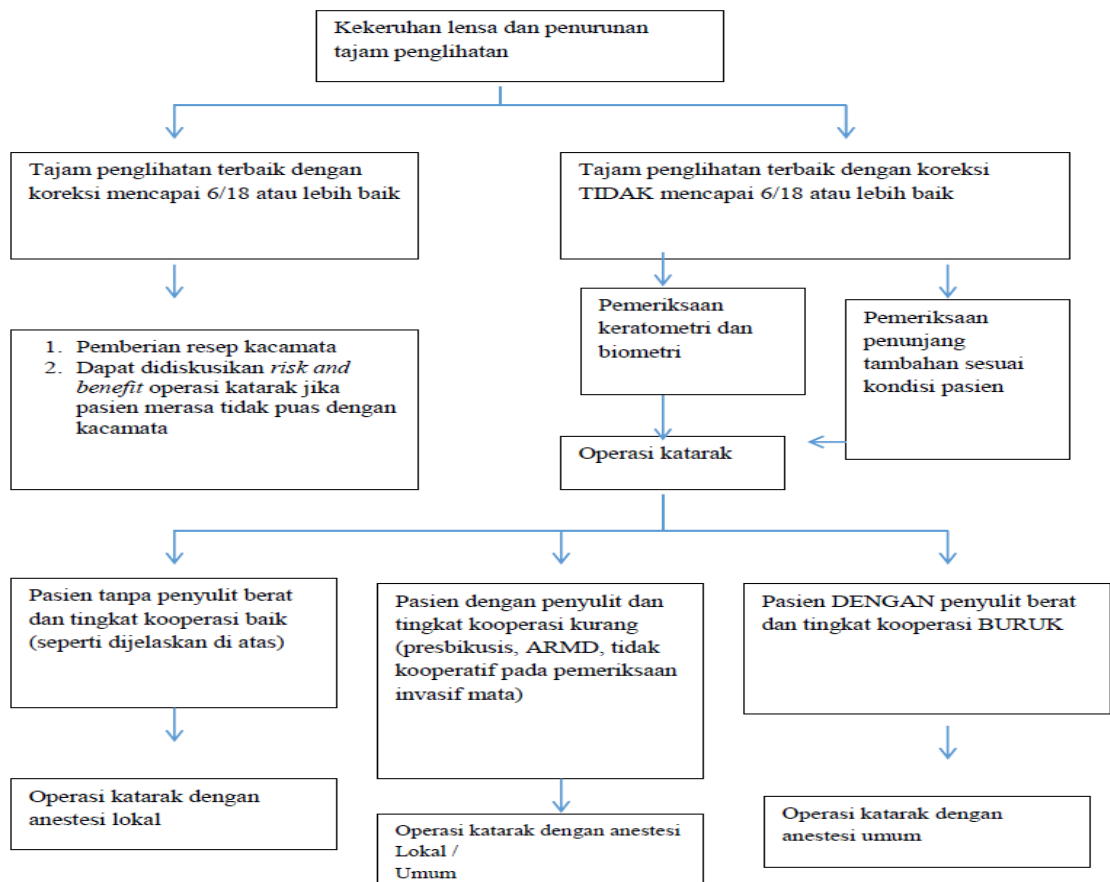 Kekeruhan lensa dan penurunan
tajam penglihatan
Tajam penglihatan terbaik dengan
koreksi mencapai 6/18 atau lebih baik
Tajam penglihatan terbaik dengan koreksi
TIDAK mencapai 6/18 atau lebih baik
1. Pemberian resep kacamata
2. Dapat didiskusikan risk and
benefit operasi katarak jika
pasien merasa tidak puas dengan
kacamata
Pemeriksaan
keratometri dan
biometri
Pemeriksaan
penunjang
tambahan sesuai
kondisi pasien
Operasi katarak
Pasien tanpa penyulit berat
dan tingkat kooperasi baik
(seperti dijelaskan di atas)
Pasien dengan penyulit dan
tingkat kooperasi kurang
(presbikusis, ARMD, tidak
kooperatif pada pemeriksaan
invasif mata)
Pasien DENGAN penyulit berat
dan tingkat kooperasi BURUK
Operasi katarak dengan
anestesi lokal
Operasi katarak dengan anestesi
Lokal /
Umum
Operasi katarak dengan
anestesi umum